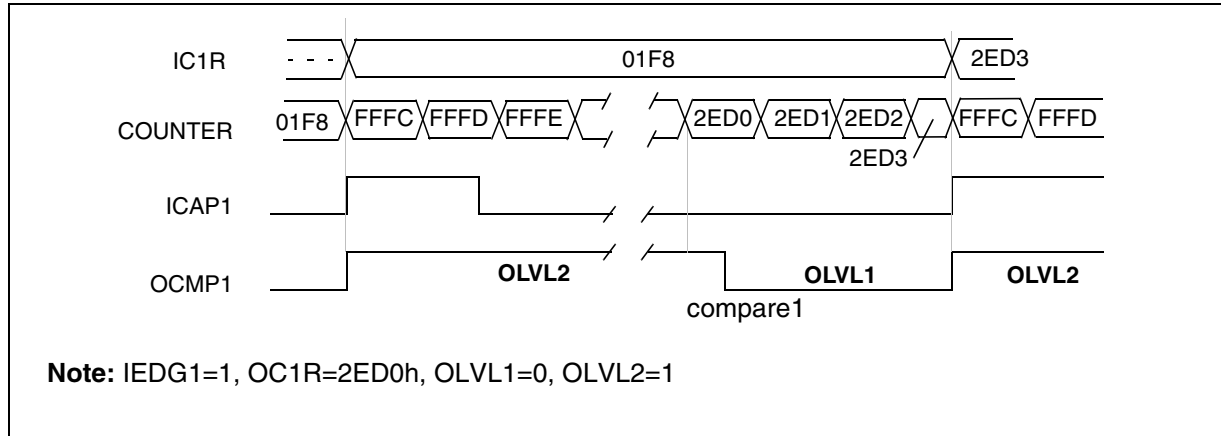 IC1R - - - 01F8 2ED3
COUNTER 01F8 FFFC FFFD FFFE 2ED0 2ED1 2ED2 FFFC FFFD
2ED3
ICAP1
OCMP1 OLVL2 OLVL1 OLVL2
compare1
Note: IEDG1=1, OC1R=2ED0h, OLVL1=0, OLVL2=1